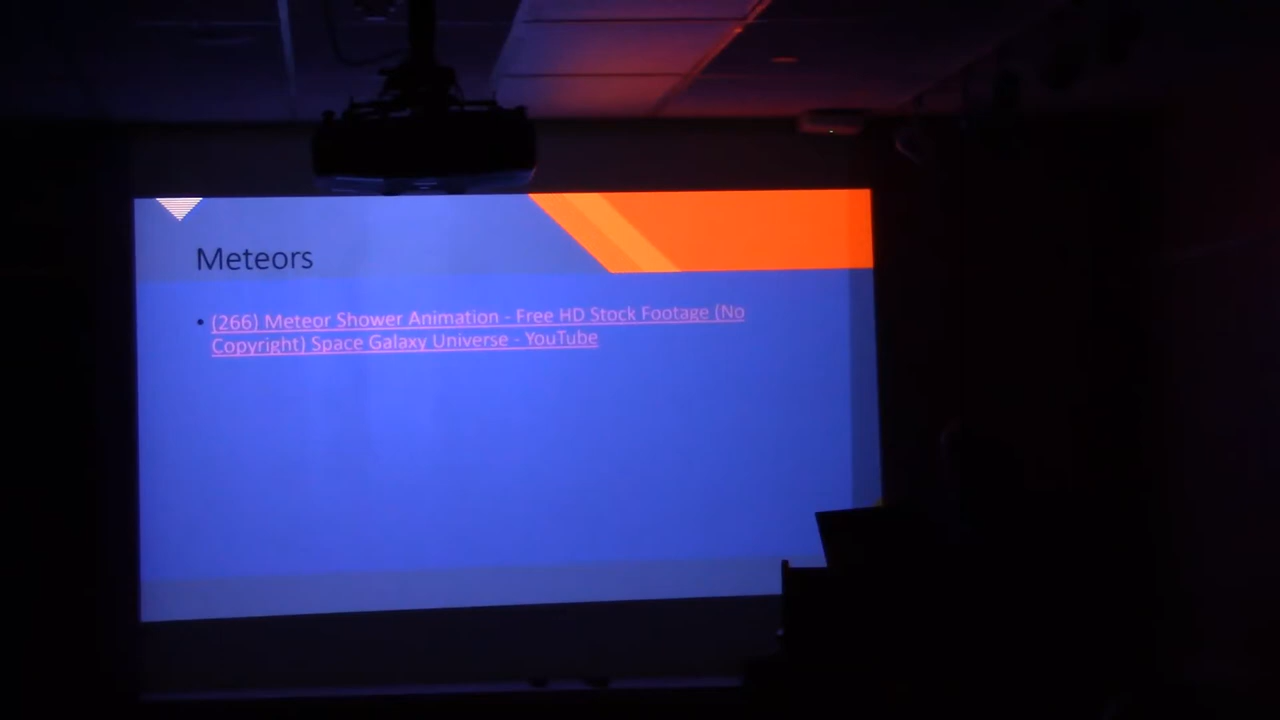 Meteors
• (266) Meteor Shower Animation - Free HD Stock Footage (No
Copyright) Space Galaxy Universe - YouTube